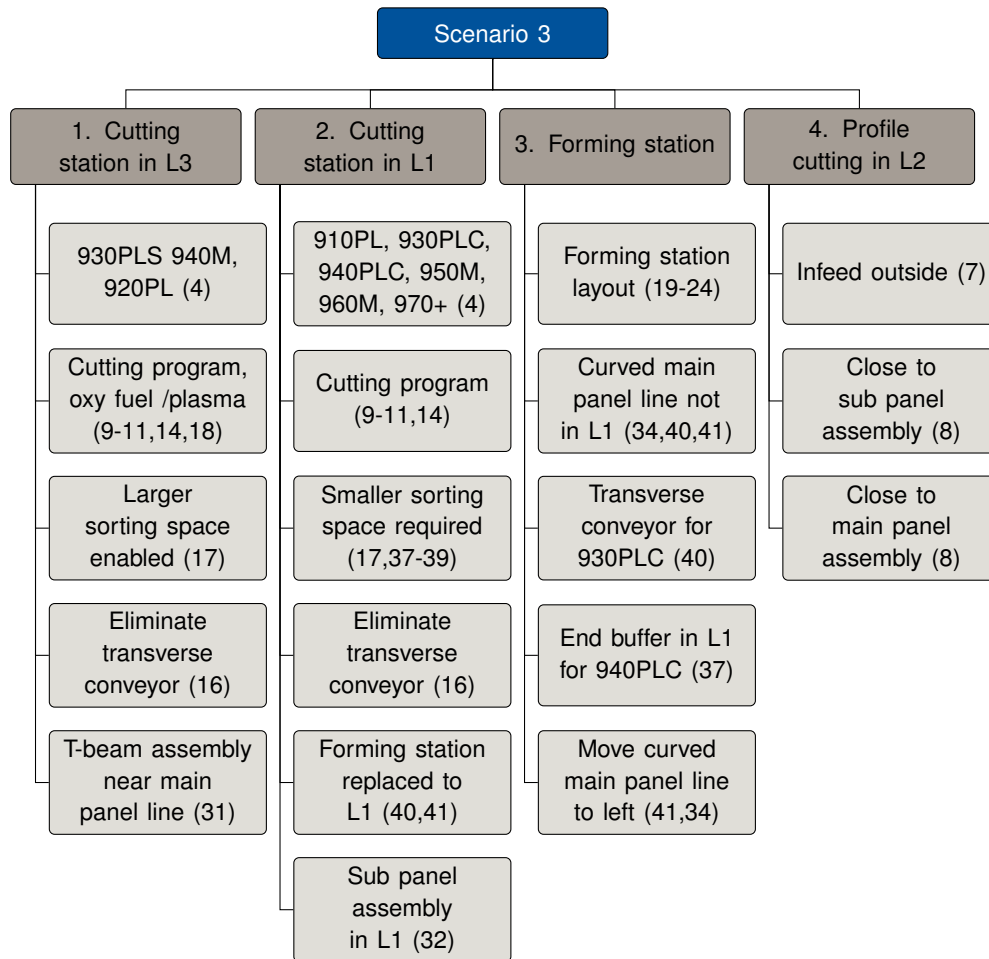 Scenario 3
1. Cutting
station in L3
930PLS 940M,
920PL (4)
Cutting program,
oxy fuel /plasma
(9-11,14,18)
Larger
sorting space
enabled (17)
Eliminate
transverse
conveyor (16)
T-beam assembly
near main
panel line (31)
2. Cutting
station in L1
910PL, 930PLC,
940PLC, 950M,
960M, 970+ (4)
Cutting program
(9-11,14)
Smaller sorting
space required
(17,37-39)
Eliminate
transverse
conveyor (16)
Forming station
replaced to
L1 (40,41)
Sub panel
assembly
in L1 (32)
3. Forming station
Forming station
layout (19-24)
Curved main
panel line not
in L1 (34,40,41)
Transverse
conveyor for
930PLC (40)
End buffer in L1
for 940PLC (37)
Move curved
main panel line
to left (41,34)
4. Profile
cutting in L2
Infeed outside (7)
Close to
sub panel
assembly (8)
Close to
main panel
assembly (8)